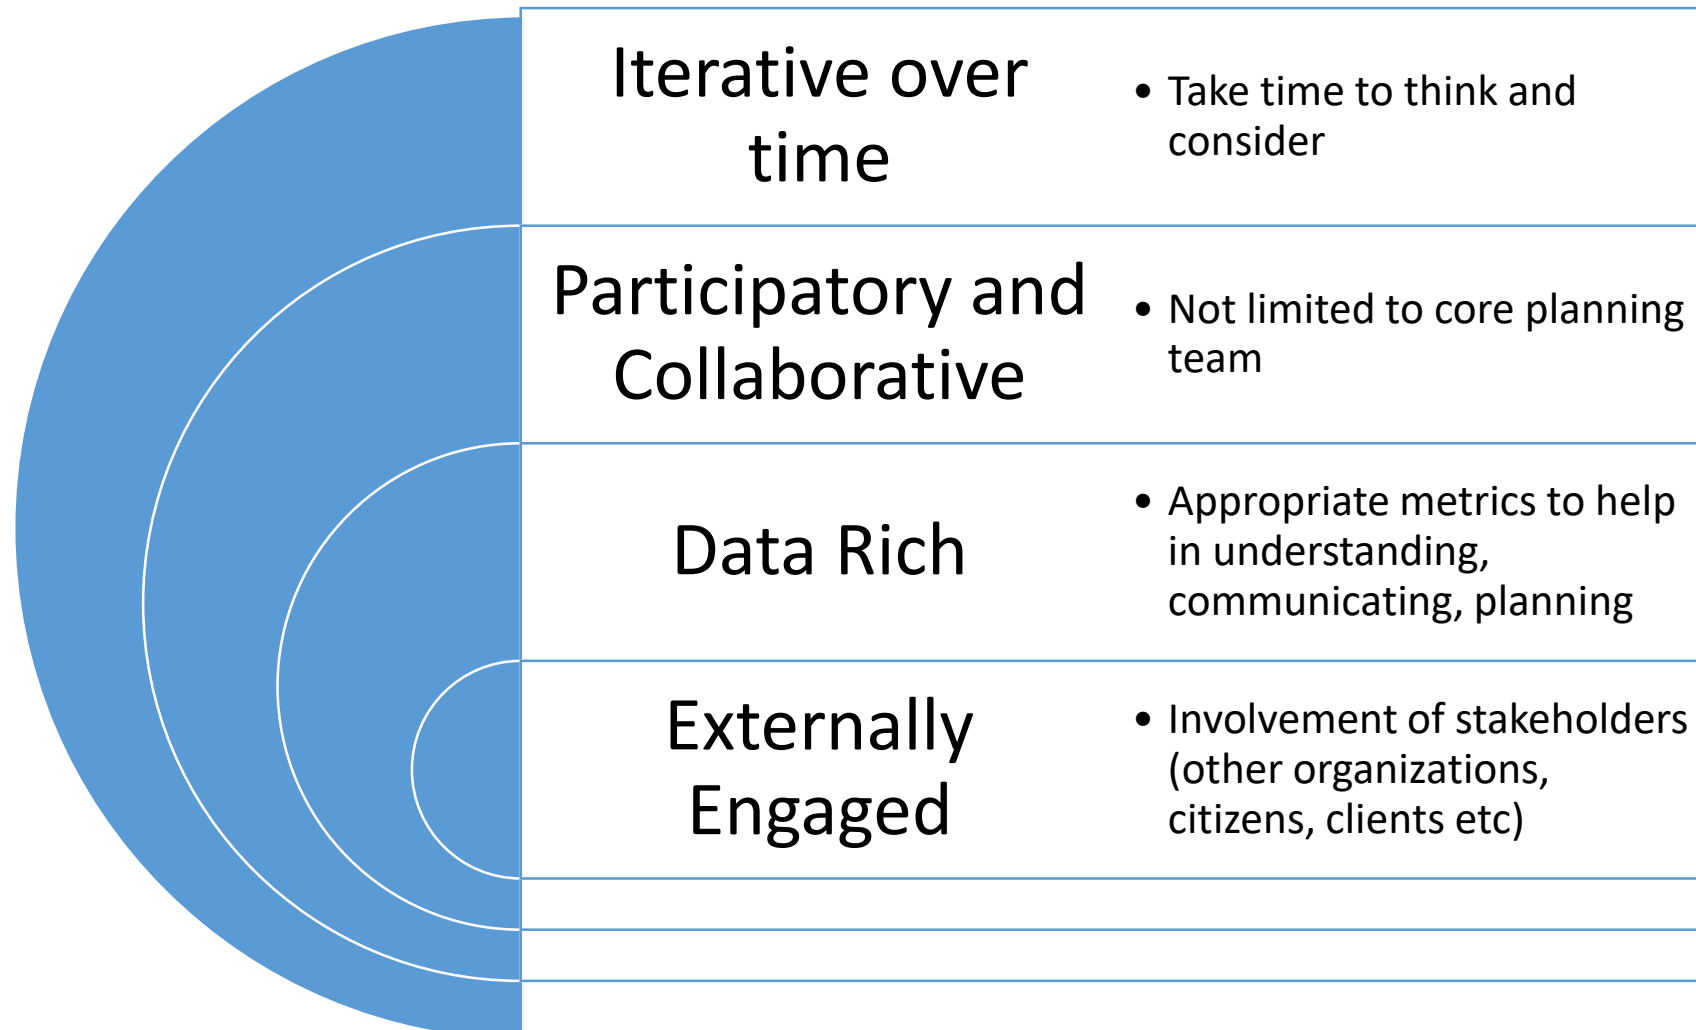 Iterative over
time
• Take time to think and
consider
Participatory and
Collaborative
• Not limited to core planning
team
Data Rich
• Appropriate metrics to help
in understanding,
communicating, planning
Externally
Engaged
• Involvement of stakeholders
(other organizations,
citizens, clients etc)